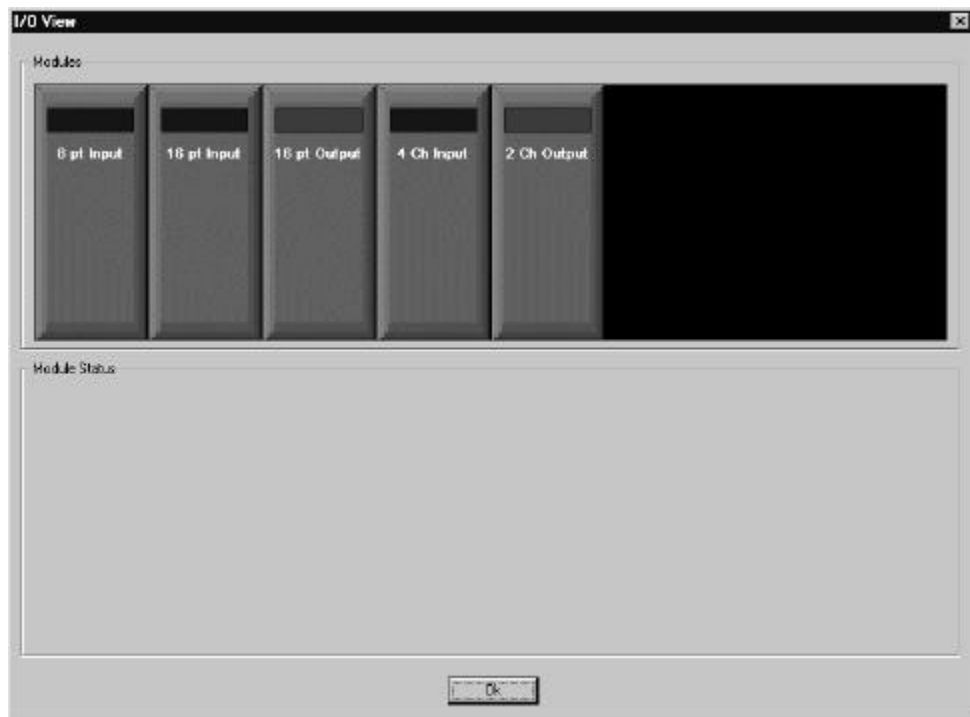 I/O View
Modules
8 pt Input
16 pt Input
16 pt Output
4 Ch Input
2 Ch Output
Module Status
Ok